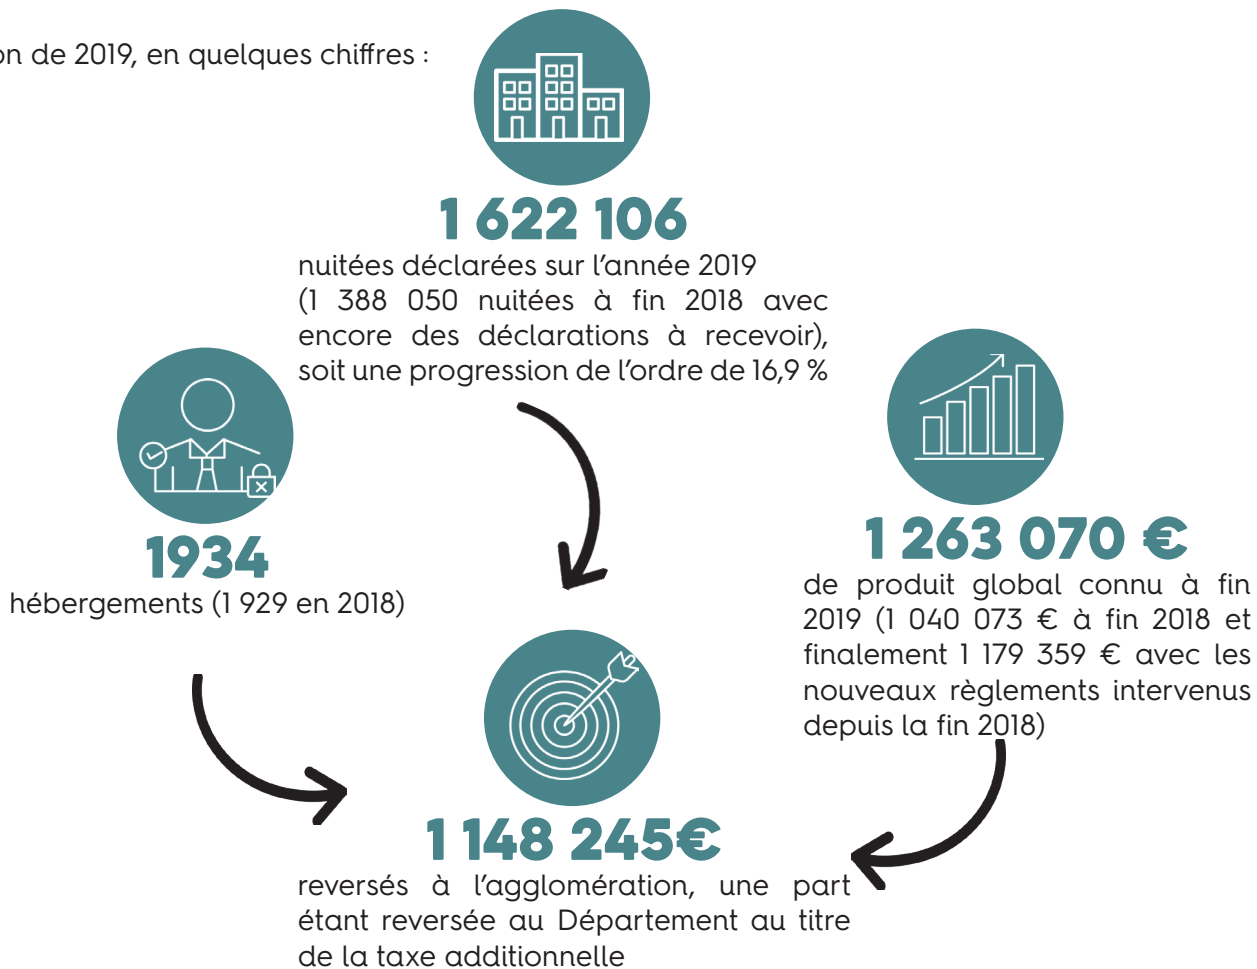 on de 2019, en quelques chiffres :
1 622 106
nuitées déclarées sur l'année 2019
(1 388 050 nuitées à fin 2018 avec
encore des déclarations à recevoir),
soit une progression de l'ordre de 16,9 %
1934
hébergements (1 929 en 2018)
1 263 070 €
de produit global connu à fin
2019 (1 040 073 € à fin 2018 et
finalement 1 179 359 € avec les
nouveaux règlements intervenus
depuis la fin 2018)
1 148 245€
reversés à l'agglomération, une part
étant reversée au Département au titre
de la taxe additionnelle